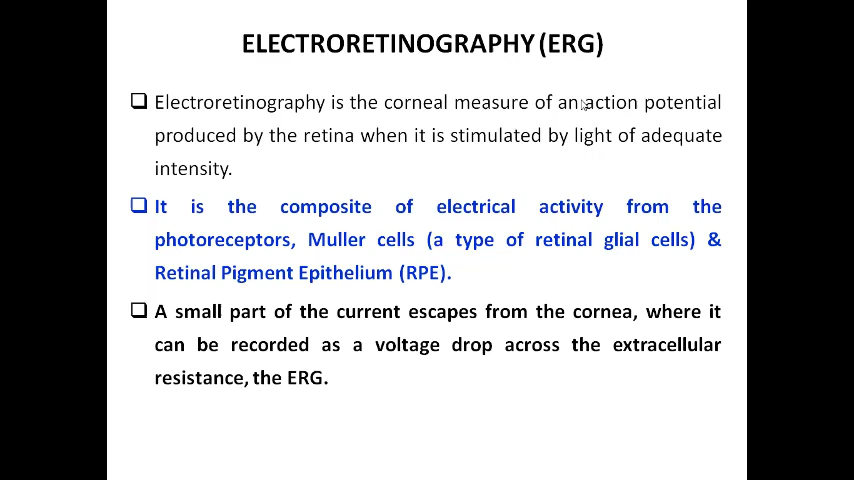 ELECTRORETINOGRAPHY (ERG)
Electroretinography is the corneal measure of an action potential
produced by the retina when it is stimulated by light of adequate
intensity.
It is the composite of electrical activity from the
photoreceptors, Muller cells (a type of retinal glial cells) &
Retinal Pigment Epithelium (RPE).
A small part of the current escapes from the cornea, where it
can be recorded as a voltage drop across the extracellular
resistance, the ERG.